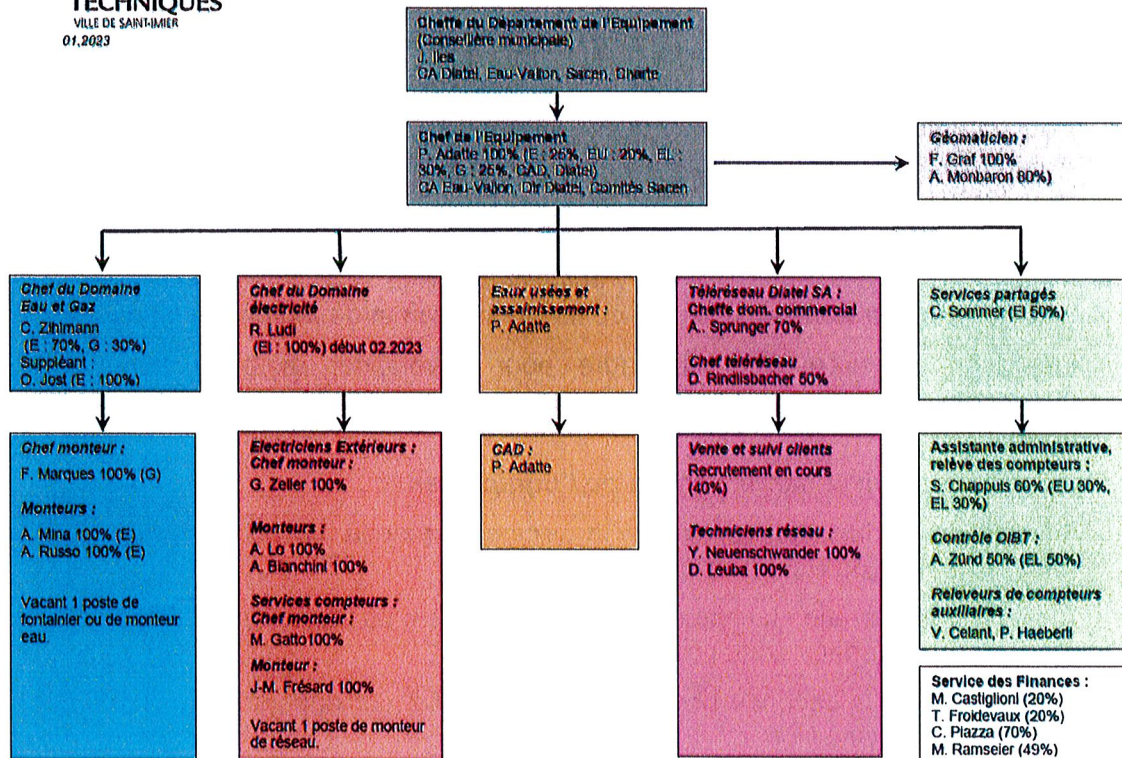 TECHNIQUES
VILLE DE SAINT-IMIER
01.2023
Cheffe du Département de l'Equipement
(Conseillère municipale)
J. Iles
CA Diatel, Eau-Vallon, Sacen, Charte
Chef de l'Equipement
P. Adatte 100% (E : 25%, EU : 20%, EL :
30%, G : 25%, CAD, Diatel)
CA Eau-Vallon, Dir Diatel, Comités Sacen
Géomaticien :
F. Graf 100%
A. Monbaron 80%)
Chef du Domaine
Eau et Gaz
C. Zihlmann
(E : 70%, G : 30%)
Suppléant :
O. Jost (E : 100%)
Chef du Domaine
électricité
R. Ludi
(El : 100%) début 02.2023
Eaux usées et
assainissement :
P. Adatte
Téléréseau Diatel SA :
Cheffe dom. commercial
A.. Sprunger 70%
Chef téléréseau
D. Rindlisbacher 50%
Services partagés
C. Sommer (El 50%)
Chef monteur :
F. Marques 100% (G)
Monteurs :
A. Mina 100% (E)
A. Russo 100% (E)
Vacant 1 poste de
fontainier ou de monteur
eau.
Electriciens Extérieurs :
Chef monteur :
G. Zeller 100%
Monteurs :
A. Lo 100%
A. Bianchini 100%
Services compteurs :
Chef monteur :
M. Gatto100%
Monteur :
J-M. Frésard 100%
Vacant 1 poste de monteur
de réseau.
CAD :
P. Adatte
Vente et suivi clients
Recrutement en cours
(40%)
Techniciens réseau :
Y. Neuenschwander 100%
D. Leuba 100%
Assistante administrative,
relève des compteurs :
S. Chappuis 60% (EU 30%,
EL 30%)
Contrôle OIBT :
A. Zünd 50% (EL 50%)
Releveurs de compteurs
auxiliaires :
V. Celant, P. Haeberli
Service des Finances :
M. Castiglioni (20%)
T. Froidevaux (20%)
C. Piazza (70%)
M. Ramseier (49%)